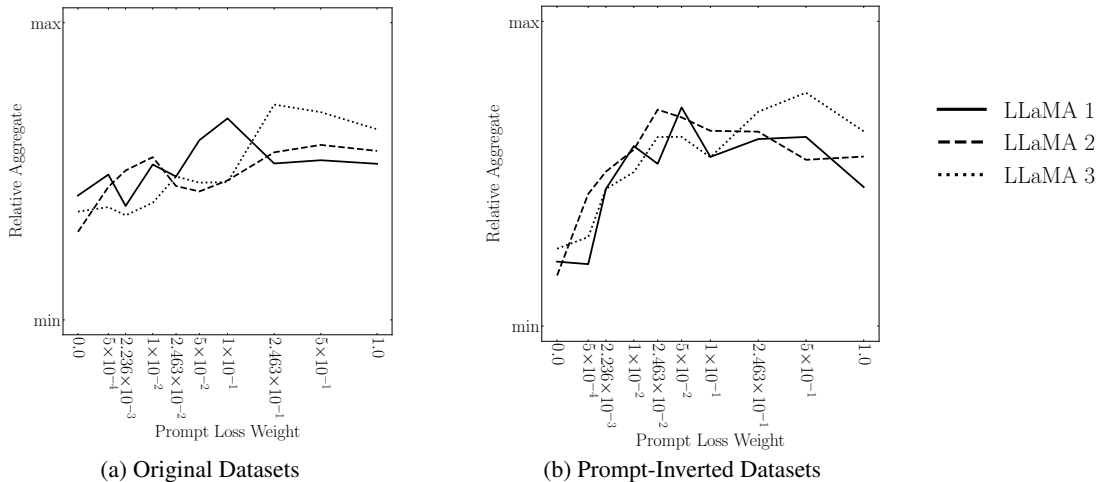 max
Relative Aggregate
min
0.0
5×10⁻⁴
2.236×10⁻³
1×10⁻²
2.463×10⁻²
5×10⁻²
1×10⁻¹
2.463×10⁻¹
5×10⁻¹
1.0
Prompt Loss Weight
(a) Original Datasets
max
Relative Aggregate
min
0.0
5×10⁻⁴
2.236×10⁻³
1×10⁻²
2.463×10⁻²
5×10⁻²
1×10⁻¹
2.463×10⁻¹
5×10⁻¹
1.0
Prompt Loss Weight
(b) Prompt-Inverted Datasets
LLaMA 1
LLaMA 2
LLaMA 3